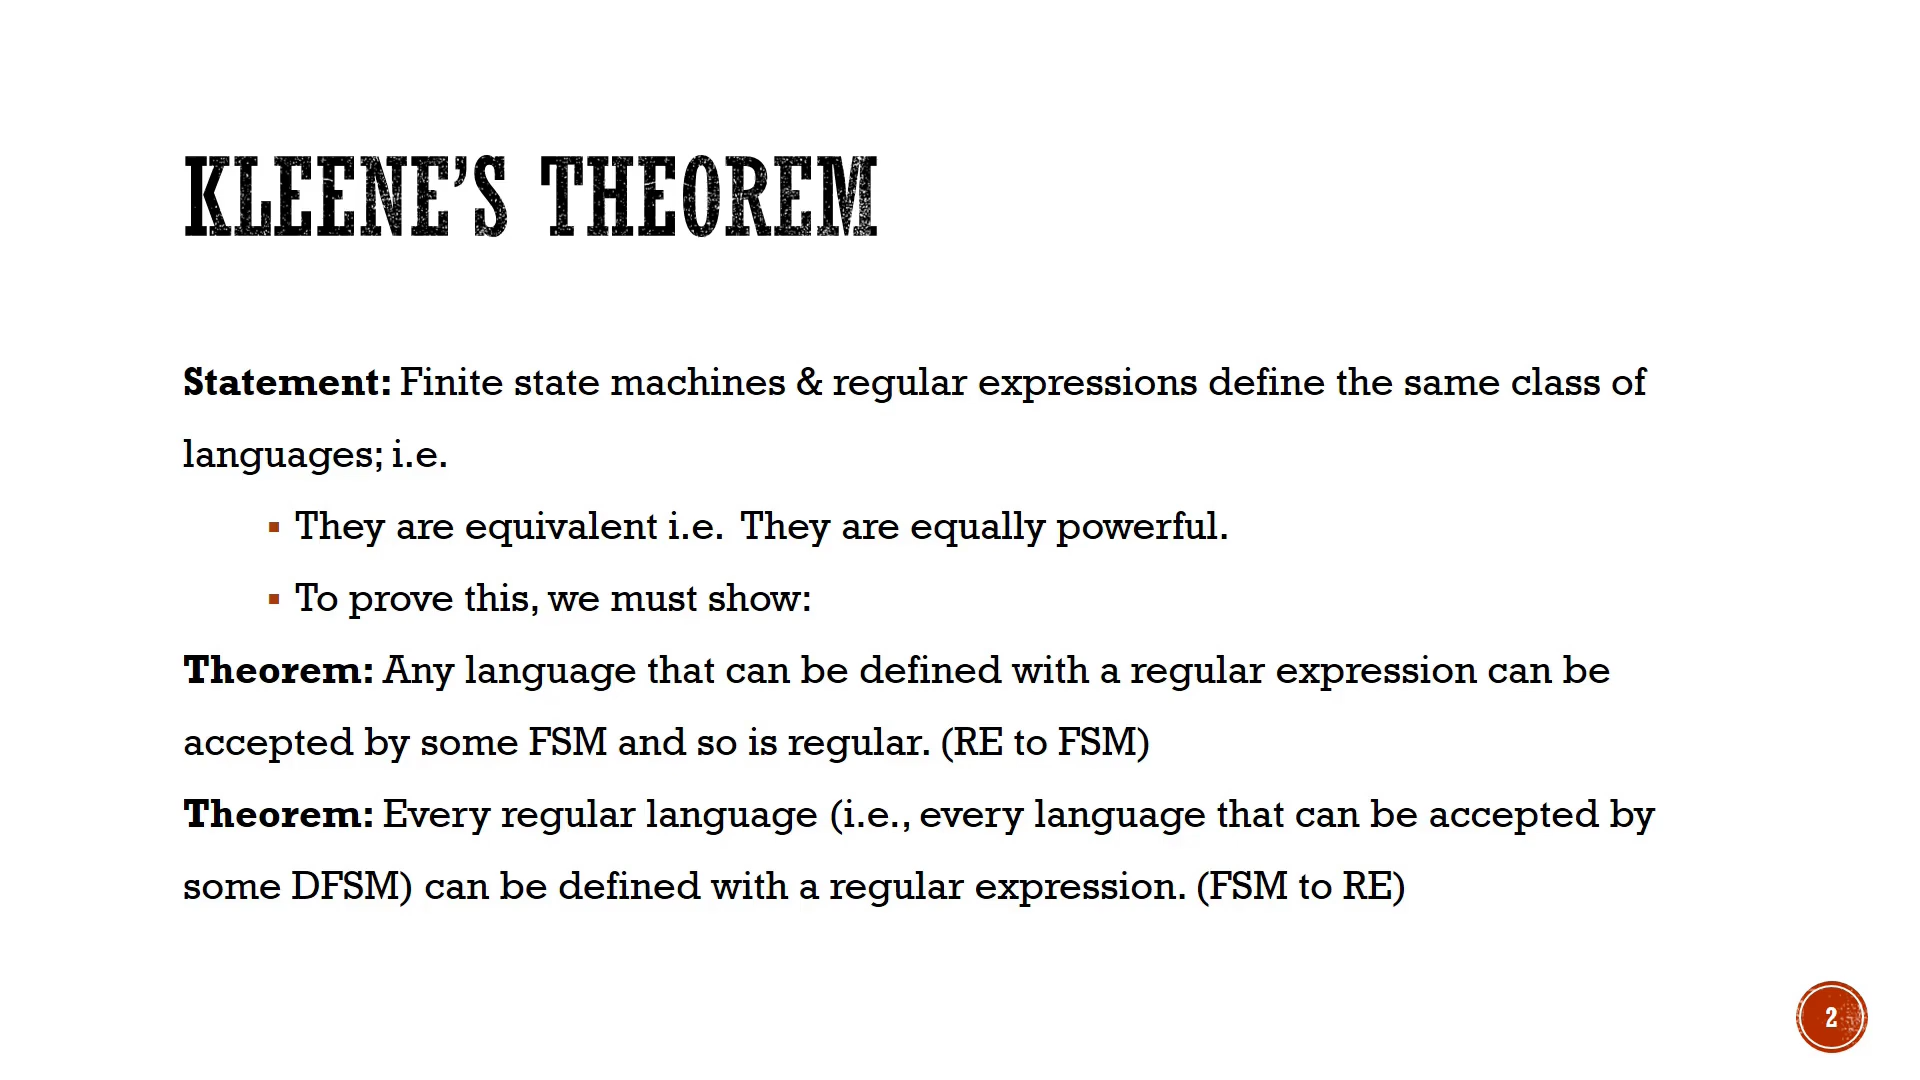 KLEENE'S THEOREM
Statement: Finite state machines & regular expressions define the same class of
languages; i.e.
▪ They are equivalent i.e. They are equally powerful.
▪ To prove this, we must show:
Theorem: Any language that can be defined with a regular expression can be
accepted by some FSM and so is regular. (RE to FSM)
Theorem: Every regular language (i.e., every language that can be accepted by
some DFSM) can be defined with a regular expression. (FSM to RE)
2